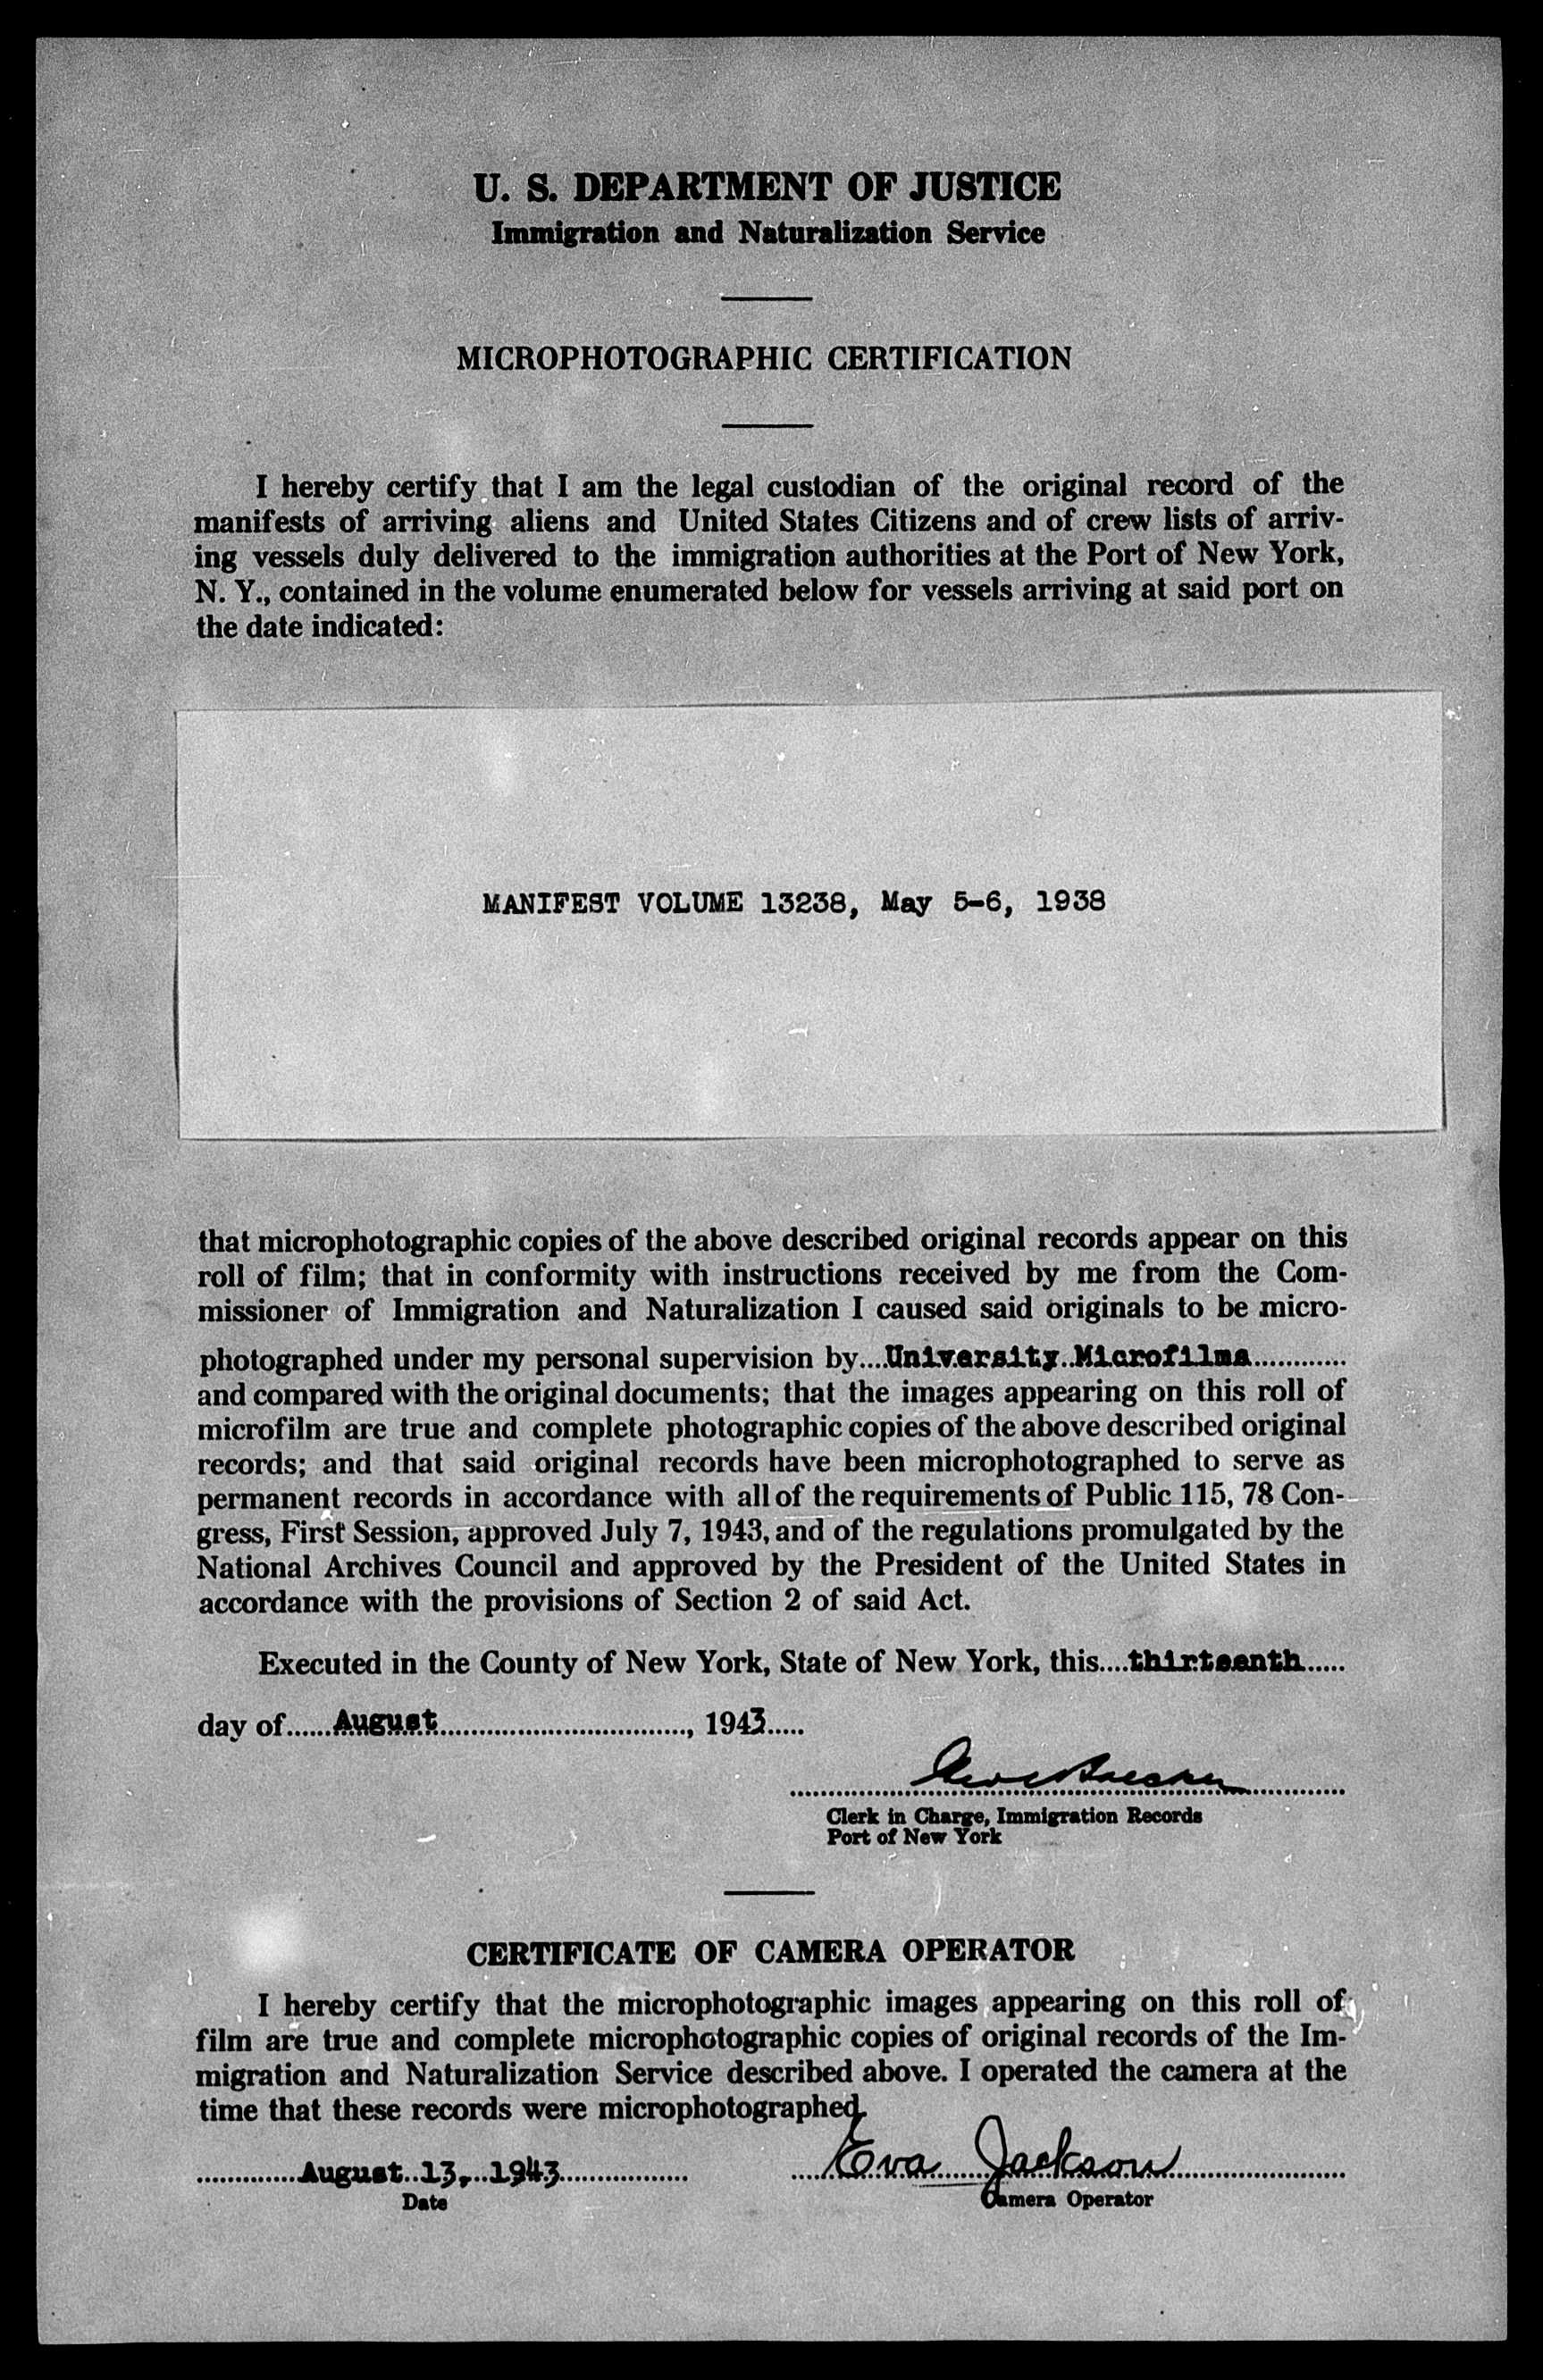 U. S. DEPARTMENT OF JUSTICE
Immigration and Naturalization Service
MICROPHOTOGRAPHIC CERTIFICATION
I hereby certify that I am the legal custodian of the original record of the
manifests of arriving aliens and United States Citizens and of crew lists of arriv-
ing vessels duly delivered to the immigration authorities at the Port of New York,
N. Y., contained in the volume enumerated below for vessels arriving at said port on
the date indicated:
MANIFEST VOLUME 13238, May 5-6, 1938
that microphotographic copies of the above described original records appear on this
roll of film; that in conformity with instructions received by me from the Com-
missioner of Immigration and Naturalization I caused said originals to be micro-
photographed under my personal supervision by....University Microfilms............
and compared with the original documents; that the images appearing on this roll of
microfilm are true and complete photographic copies of the above described original
records; and that said original records have been microphotographed to serve as
permanent records in accordance with all of the requirements of Public 115, 78 Con-
gress, First Session, approved July 7, 1943, and of the regulations promulgated by the
National Archives Council and approved by the President of the United States in
accordance with the provisions of Section 2 of said Act.
Executed in the County of New York, State of New York, this....thirteenth.....
day of......August..................................., 1943.....
Clerk in Charge, Immigration Records
Port of New York
CERTIFICATE OF CAMERA OPERATOR
I hereby certify that the microphotographic images appearing on this roll of
film are true and complete microphotographic copies of original records of the Im-
migration and Naturalization Service described above. I operated the camera at the
time that these records were microphotographed.
..............August 13, 1943................. Eva Jackson
Date Camera Operator